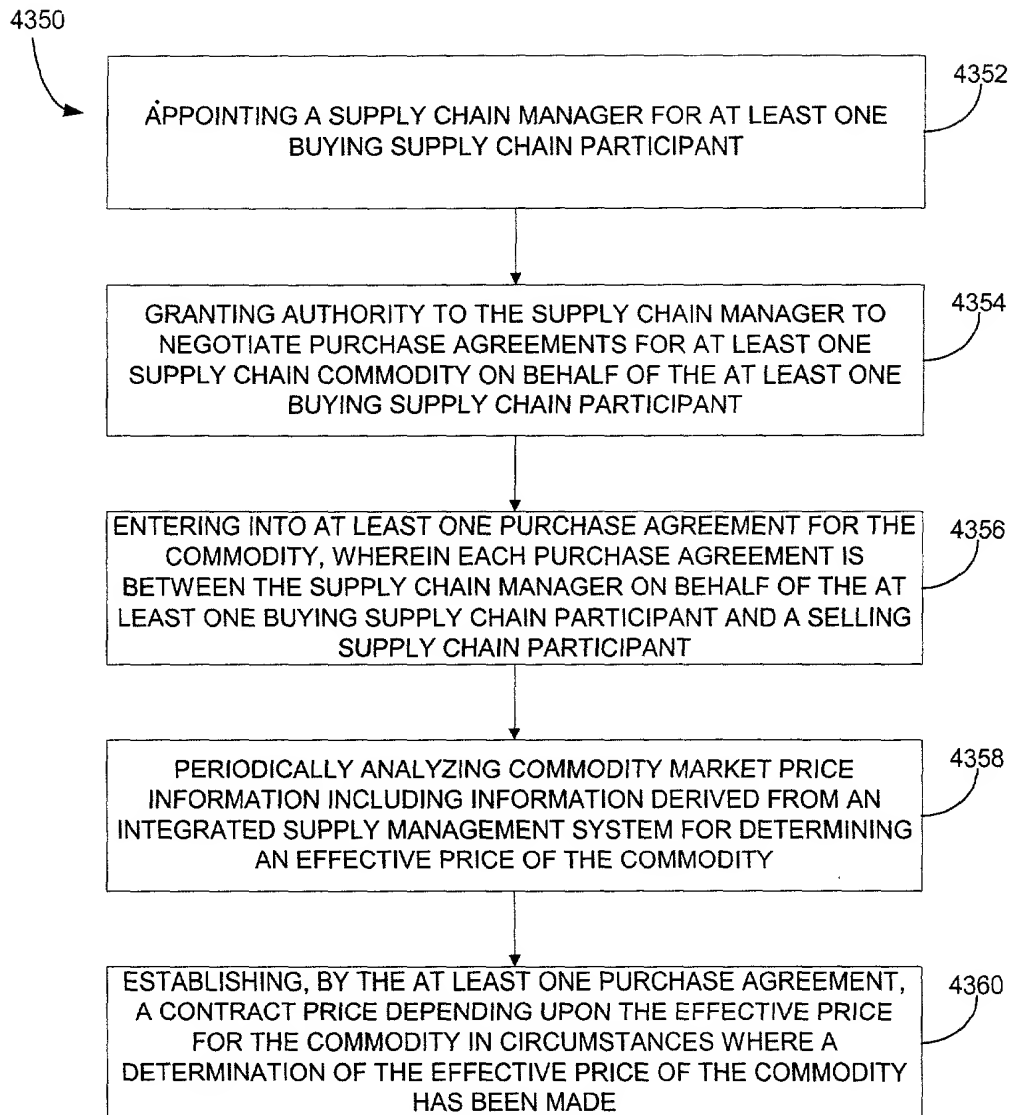 4350
4352
APPOINTING A SUPPLY CHAIN MANAGER FOR AT LEAST ONE
BUYING SUPPLY CHAIN PARTICIPANT
4354
GRANTING AUTHORITY TO THE SUPPLY CHAIN MANAGER TO
NEGOTIATE PURCHASE AGREEMENTS FOR AT LEAST ONE
SUPPLY CHAIN COMMODITY ON BEHALF OF THE AT LEAST ONE
BUYING SUPPLY CHAIN PARTICIPANT
4356
ENTERING INTO AT LEAST ONE PURCHASE AGREEMENT FOR THE
COMMODITY, WHEREIN EACH PURCHASE AGREEMENT IS
BETWEEN THE SUPPLY CHAIN MANAGER ON BEHALF OF THE AT
LEAST ONE BUYING SUPPLY CHAIN PARTICIPANT AND A SELLING
SUPPLY CHAIN PARTICIPANT
4358
PERIODICALLY ANALYZING COMMODITY MARKET PRICE
INFORMATION INCLUDING INFORMATION DERIVED FROM AN
INTEGRATED SUPPLY MANAGEMENT SYSTEM FOR DETERMINING
AN EFFECTIVE PRICE OF THE COMMODITY
4360
ESTABLISHING, BY THE AT LEAST ONE PURCHASE AGREEMENT,
A CONTRACT PRICE DEPENDING UPON THE EFFECTIVE PRICE
FOR THE COMMODITY IN CIRCUMSTANCES WHERE A
DETERMINATION OF THE EFFECTIVE PRICE OF THE COMMODITY
HAS BEEN MADE